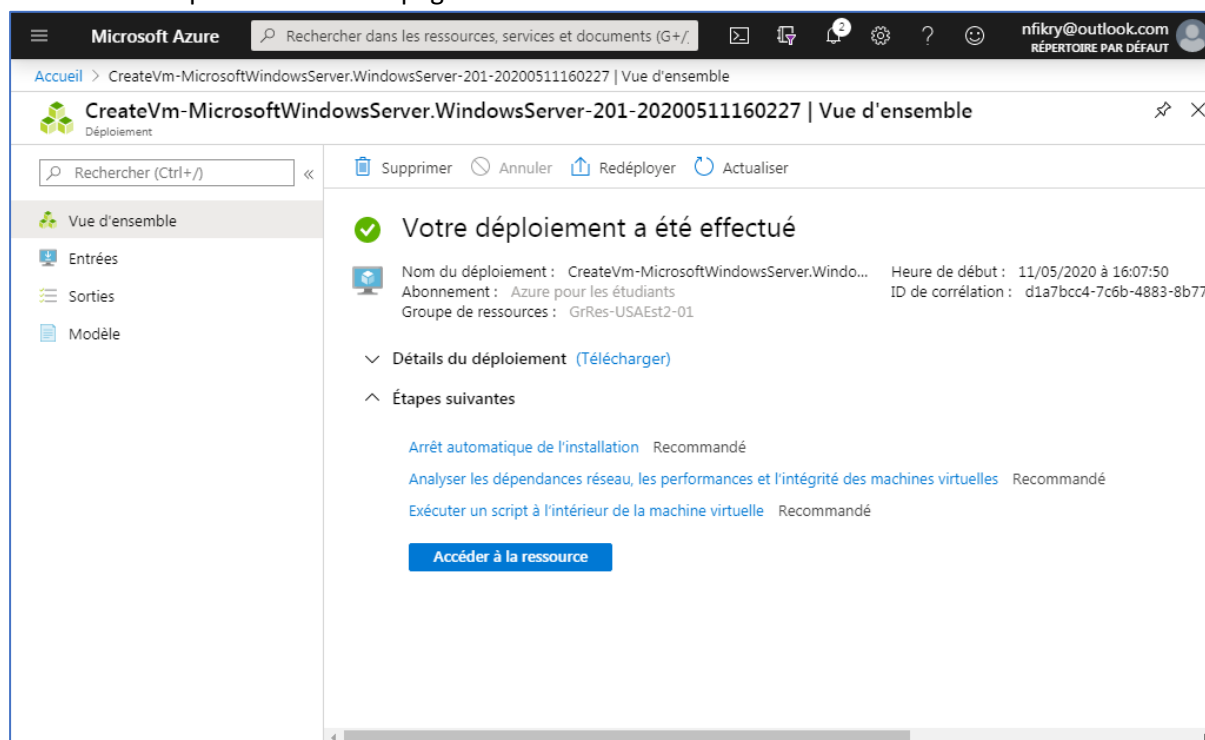 Microsoft Azure
Rechercher dans les ressources, services et documents (G+/
2
nfikry@outlook.com
RÉPERTOIRE PAR DÉFAUT
Accueil > CreateVm-MicrosoftWindowsServer.WindowsServer-201-20200511160227 | Vue d'ensemble
CreateVm-MicrosoftWindowsServer.WindowsServer-201-20200511160227 | Vue d'ensemble
Déploiement
Rechercher (Ctrl+/)
«
Supprimer
Annuler
Redéployer
Actualiser
Vue d'ensemble
Entrées
Sorties
Modèle
Votre déploiement a été effectué
Nom du déploiement : CreateVm-MicrosoftWindowsServer.Windo...
Abonnement : Azure pour les étudiants
Groupe de ressources : GrRes-USAEst2-01
Heure de début : 11/05/2020 à 16:07:50
ID de corrélation : d1a7bcc4-7c6b-4883-8b77
Détails du déploiement (Télécharger)
Étapes suivantes
Arrêt automatique de l'installation Recommandé
Analyser les dépendances réseau, les performances et l'intégrité des machines virtuelles Recommandé
Exécuter un script à l'intérieur de la machine virtuelle Recommandé
Accéder à la ressource